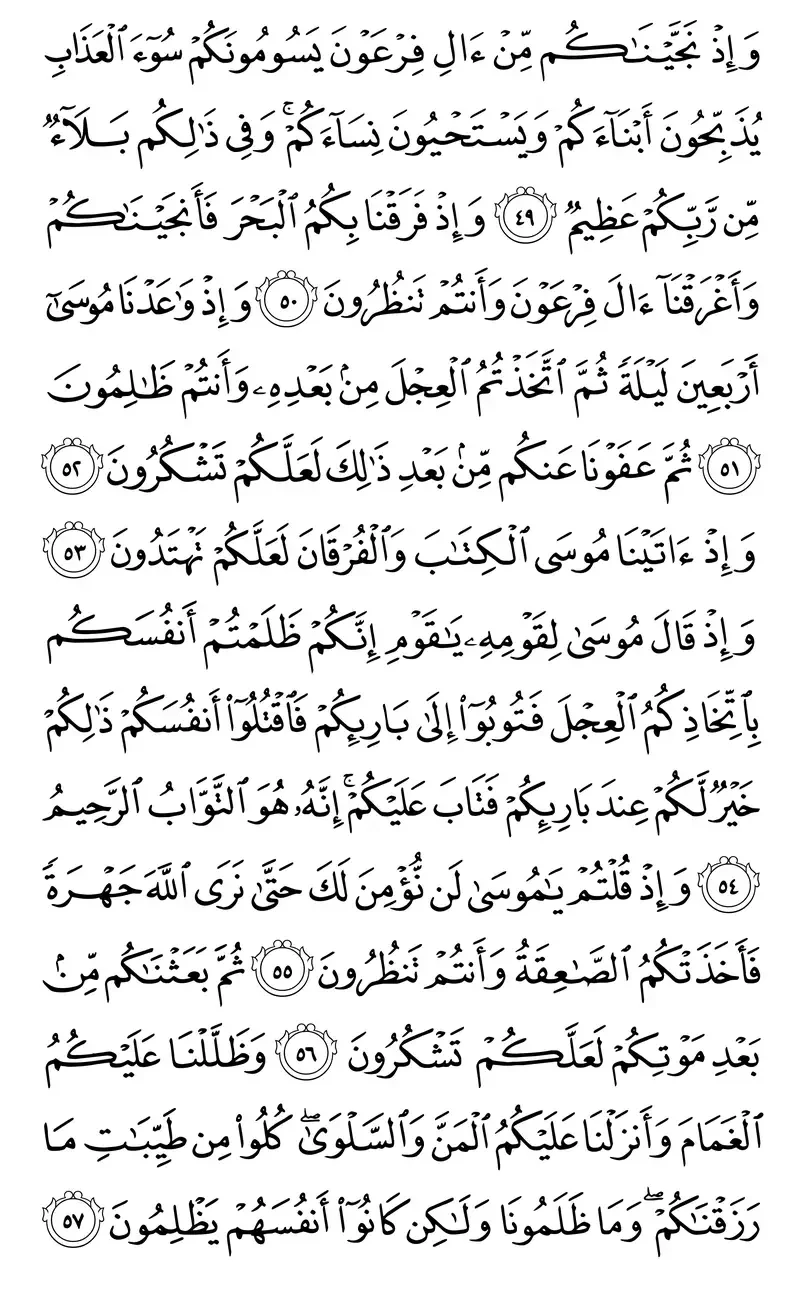 وَإِذْ نَجَّيْنَٰكُم مِّنْ ءَالِ فِرْعَوْنَ يَسُومُونَكُمْ سُوٓءَ ٱلْعَذَابِ
يُذَبِّحُونَ أَبْنَآءَكُمْ وَيَسْتَحْيُونَ نِسَآءَكُمْ ۚ وَفِى ذَٰلِكُم بَلَآءٌ
مِّن رَّبِّكُمْ عَظِيمٌ ٤٩ وَإِذْ فَرَقْنَا بِكُمُ ٱلْبَحْرَ فَأَنجَيْنَٰكُمْ
وَأَغْرَقْنَآ ءَالَ فِرْعَوْنَ وَأَنتُمْ تَنظُرُونَ ٥٠ وَإِذْ وَٰعَدْنَا مُوسَىٰٓ
أَرْبَعِينَ لَيْلَةً ثُمَّ ٱتَّخَذْتُمُ ٱلْعِجْلَ مِنۢ بَعْدِهِۦ وَأَنتُمْ ظَٰلِمُونَ
٥١ ثُمَّ عَفَوْنَا عَنكُم مِّنۢ بَعْدِ ذَٰلِكَ لَعَلَّكُمْ تَشْكُرُونَ ٥٢
وَإِذْ ءَاتَيْنَا مُوسَى ٱلْكِتَٰبَ وَٱلْفُرْقَانَ لَعَلَّكُمْ تَهْتَدُونَ ٥٣
وَإِذْ قَالَ مُوسَىٰ لِقَوْمِهِۦ يَٰقَوْمِ إِنَّكُمْ ظَلَمْتُمْ أَنفُسَكُم
بِٱتِّخَاذِكُمُ ٱلْعِجْلَ فَتُوبُوٓا۟ إِلَىٰ بَارِئِكُمْ فَٱقْتُلُوٓا۟ أَنفُسَكُمْ ذَٰلِكُمْ
خَيْرٌ لَّكُمْ عِندَ بَارِئِكُمْ فَتَابَ عَلَيْكُمْ ۚ إِنَّهُۥ هُوَ ٱلتَّوَّابُ ٱلرَّحِيمُ
٥٤ وَإِذْ قُلْتُمْ يَٰمُوسَىٰ لَن نُّؤْمِنَ لَكَ حَتَّىٰ نَرَى ٱللَّهَ جَهْرَةً
فَأَخَذَتْكُمُ ٱلصَّٰعِقَةُ وَأَنتُمْ تَنظُرُونَ ٥٥ ثُمَّ بَعَثْنَٰكُم مِّنۢ
بَعْدِ مَوْتِكُمْ لَعَلَّكُمْ تَشْكُرُونَ ٥٦ وَظَلَّلْنَا عَلَيْكُمُ
ٱلْغَمَامَ وَأَنزَلْنَا عَلَيْكُمُ ٱلْمَنَّ وَٱلسَّلْوَىٰ ۖ كُلُوا۟ مِن طَيِّبَٰتِ مَا
رَزَقْنَٰكُمْ ۖ وَمَا ظَلَمُونَا وَلَٰكِن كَانُوٓا۟ أَنفُسَهُمْ يَظْلِمُونَ ٥٧